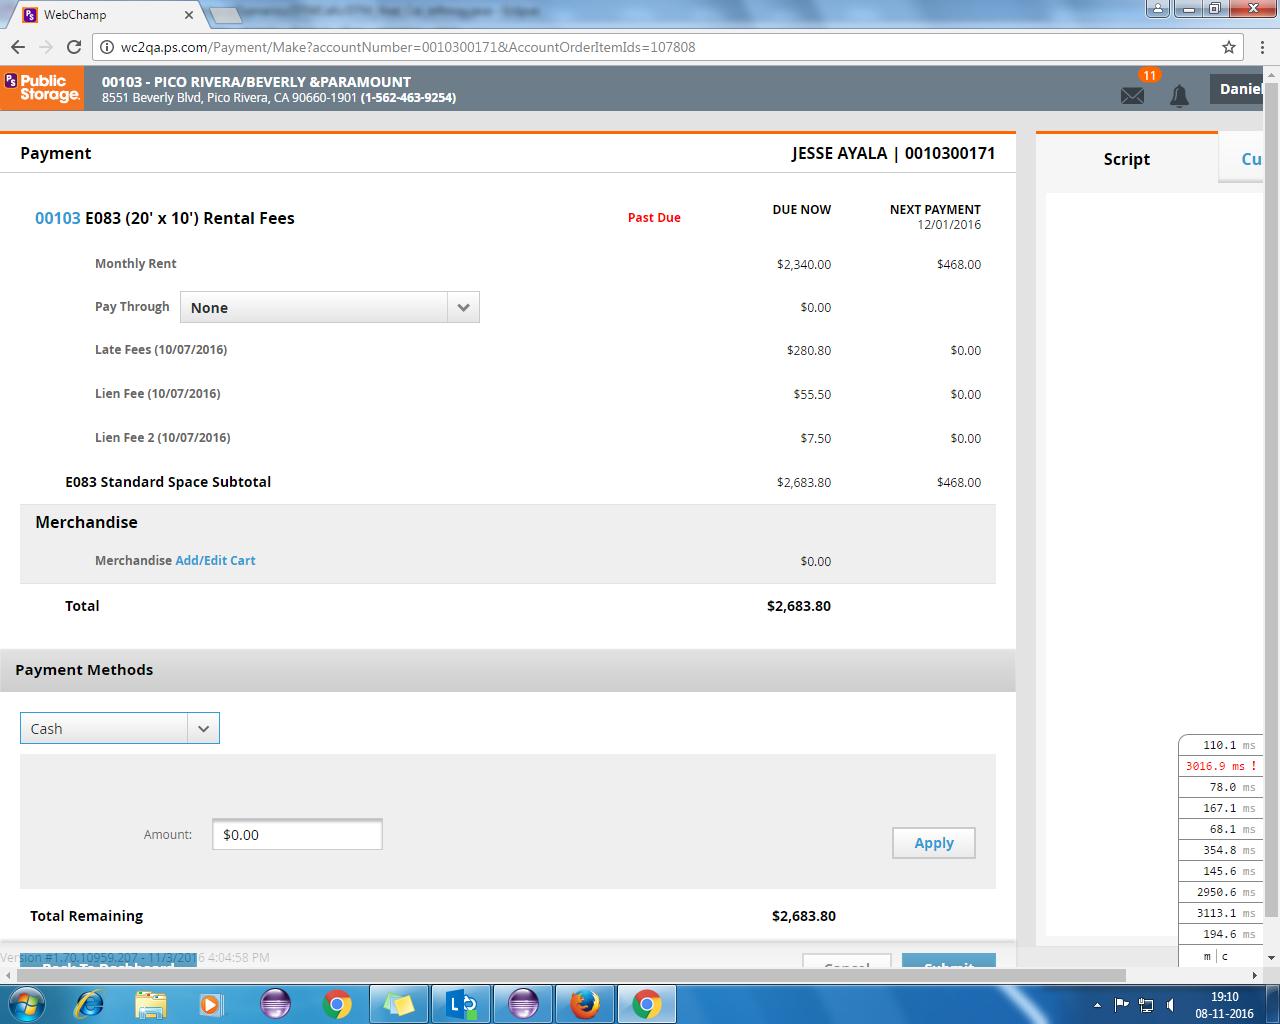 WebChamp
wc2qa.ps.com/Payment/Make?accountNumber=0010300171&AccountOrderItemIds=107808
PS Public Storage.
00103 - PICO RIVERA/BEVERLY &PARAMOUNT
8551 Beverly Blvd, Pico Rivera, CA 90660-1901 (1-562-463-9254)
11
Daniel
Payment
JESSE AYALA | 0010300171
Script
Cu
00103 E083 (20' x 10') Rental Fees
Past Due
DUE NOW
NEXT PAYMENT
12/01/2016
Monthly Rent $2,340.00 $468.00
Pay Through None $0.00
Late Fees (10/07/2016) $280.80 $0.00
Lien Fee (10/07/2016) $55.50 $0.00
Lien Fee 2 (10/07/2016) $7.50 $0.00
E083 Standard Space Subtotal $2,683.80 $468.00
Merchandise
Merchandise Add/Edit Cart $0.00
Total $2,683.80
Payment Methods
Cash
Amount: $0.00
Apply
Total Remaining $2,683.80
110.1 ms
3016.9 ms !
78.0 ms
167.1 ms
68.1 ms
354.8 ms
145.6 ms
2950.6 ms
3113.1 ms
194.6 ms
m | c
Version #1.70.10959.207 - 11/3/2016 4:04:58 PM
Back To Dashboard
Cancel
Submit
19:10
08-11-2016